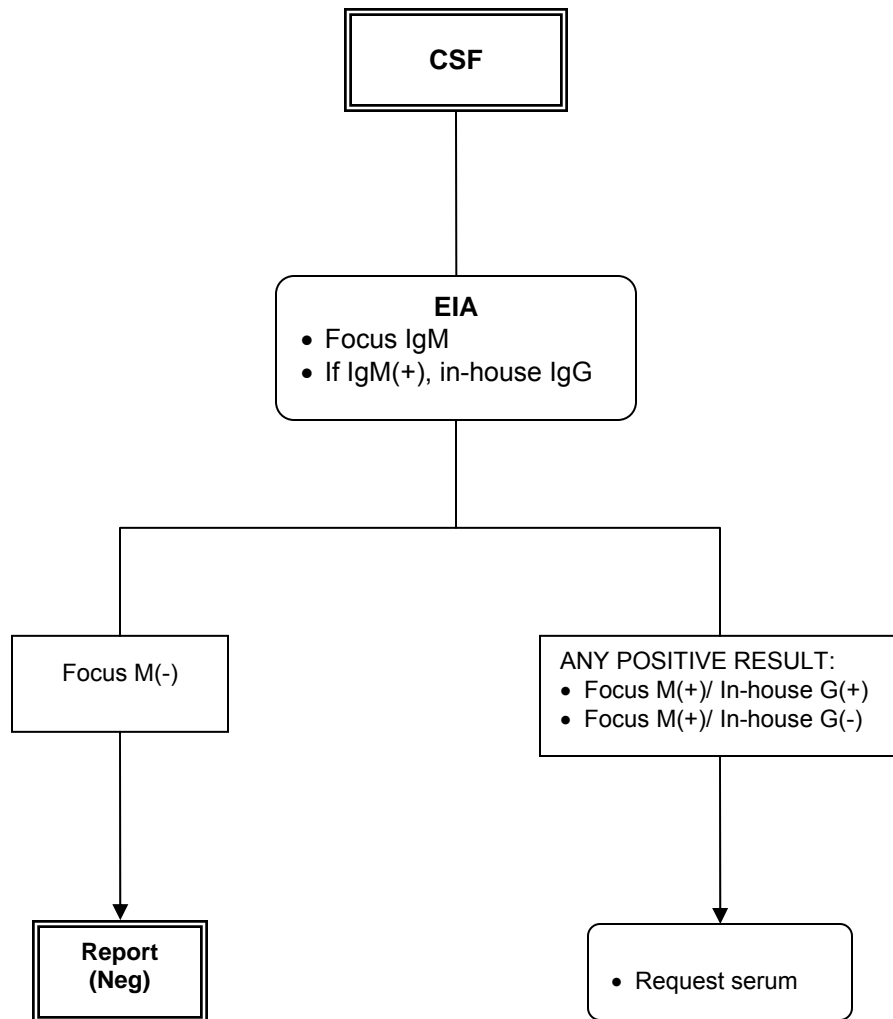 CSF
EIA
• Focus IgM
• If IgM(+), in-house IgG
Focus M(-)
ANY POSITIVE RESULT:
• Focus M(+)/ In-house G(+)
• Focus M(+)/ In-house G(-)
Report
(Neg)
• Request serum